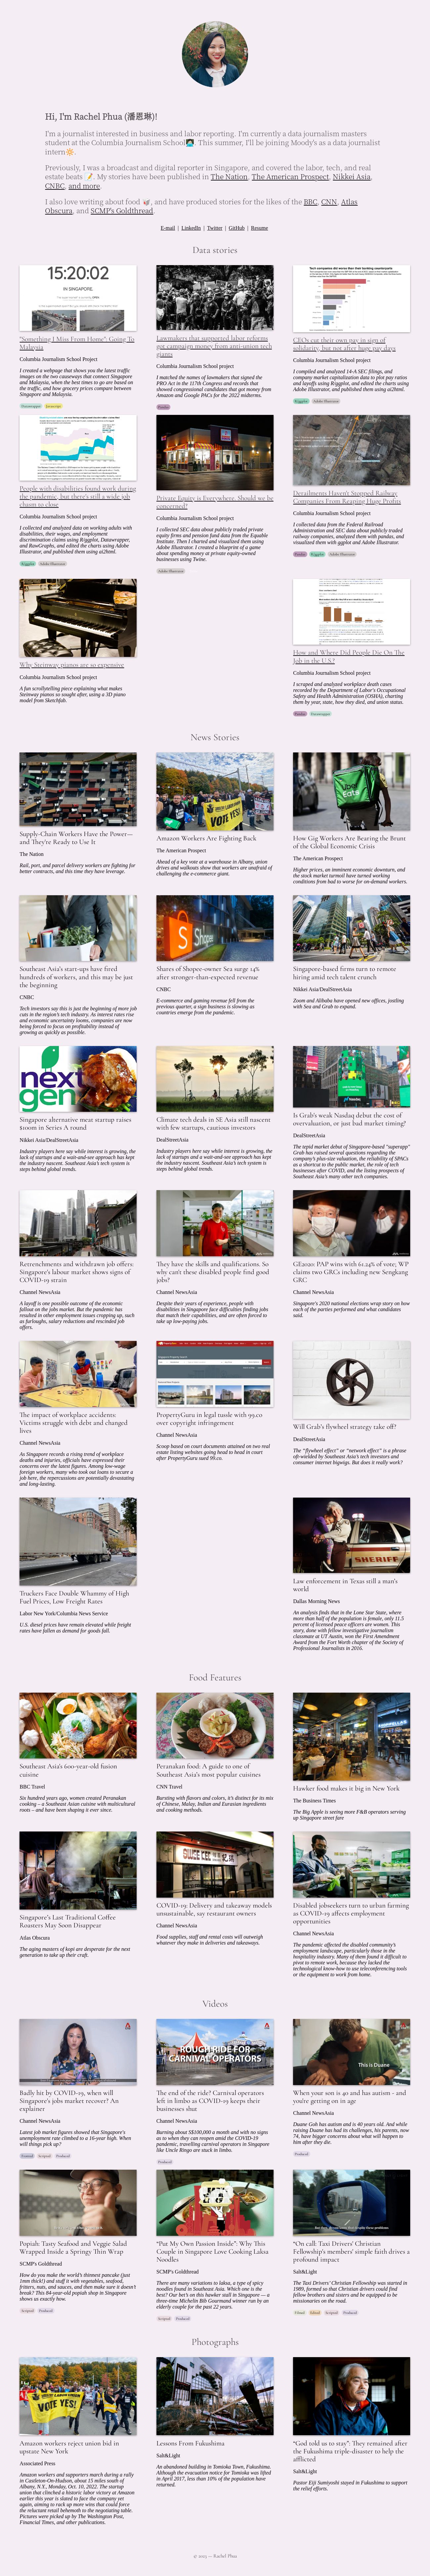 Hi, I'm Rachel Phua (潘恩琳)!
I'm a journalist interested in business and labor reporting. I'm currently a data journalism masters
student at the Columbia Journalism School👩🏻‍💻. This summer, I'll be joining Moody's as a data journalism
intern🔆.
Previously, I was a broadcast and digital reporter in Singapore, and covered the labor, tech, and real
estate beats 📝. My stories have been published in The Nation, The American Prospect, Nikkei Asia,
CNBC, and more.
I also love writing about food 🥡, and have produced stories for the likes of the BBC, CNN, Atlas
Obscura, and SCMP's Goldthread.
E-mail | LinkedIn | Twitter | GitHub | Resume
Data stories
15:20:02
IN SINGAPORE.
"Something I Miss From Home": Going To
Malaysia
Columbia Journalism School Project
I created a webpage that shows you the latest traffic
images on the two causeways that connect Singapore
and Malaysia, when the best times to go are to beat
the traffic, and how grocery prices compare between
Singapore and Malaysia.
Lawmakers that supported labor reforms
got campaign money from anti-union tech
giants
Columbia Journalism school project
I matched the names of lawmakers that signed the
PRO Act in the 117th Congress and records that
showed congressional candidates that got money from
Amazon and Google PACs for the 2022 midterms.
CEOs cut their own pay in sign of
solidarity, but not after huge pay days
Columbia Journalism School project
I compiled and analyzed 14-A SEC filings, and
company market capitalization data to get pay ratios
and layoffs using R/ggplot, and edited the charts using
Adobe Illustrator, and published them using ai2html.
People with disabilities found work during
the pandemic, but there's still a wide job
chasm to close
Columbia Journalism School project
I collected and analyzed data on working adults with
disabilities, their wages, and employment
discrimination claims using R/ggplot, Datawrapper,
and RawGraphs, edited the charts using Adobe
Illustrator, and published them using ai2html.
Private Equity is Everywhere. Should we be
concerned?
Columbia Journalism School project
I collected SEC data about publicly traded private
equity firms and pension fund data from the Equable
Foundation. Then I charted and visualized them using
Adobe Illustrator. I created a blueprint of a game
about spending money at private equity-owned firms
businesses using Twine.
Derailments Haven't Stopped Railway
Companies From Reaping Huge Profits
Columbia Journalism School project
I collected data from the Federal Railroad
Administration and SEC data about publicly traded
railway companies, analyzed them with pandas, and
visualized them with ggplot and Adobe Illustrator.
Why Steinway pianos are so expensive
Columbia Journalism School project
A fun scrollytelling piece explaining what makes
Steinway pianos so sought after, using a 3D piano
model from Sketchfab.
How and Where Did People Die On The
Job in the U.S.?
Columbia Journalism School project
I scraped and analyzed workplace death cases
recorded by the Department of Labor's Occupational
Safety and Health Administration (OSHA), charting
them by year, state, how they died, and union status.
News Stories
Supply-Chain Workers Have the Power—
and They're Ready to Use It
The Nation
Rail, port, and parcel delivery workers are fighting for
better contracts, and this time they have leverage.
VOTE YES!
Amazon Workers Are Fighting Back
The American Prospect
Ahead of a key vote at a warehouse in Albany, union
drives and walkouts show that workers are unafraid of
challenging the e-commerce giant.
Eats
How Gig Workers Are Bearing the Brunt
of the Global Economic Crisis
The American Prospect
Higher prices, an imminent economic downturn, and
the stock market turmoil have turned working
conditions from bad to worse for on-demand workers.
Southeast Asia's start-ups have fired
hundreds of workers, and this may be just
the beginning
CNBC
Tech investors say this is just the beginning of more job
cuts in the region's tech industry. As interest rates rise
and economic uncertainty looms, companies are now
being forced to focus on profitability instead of
growing as quickly as possible.
Shopee
Shares of Shopee-owner Sea surge 14%
after stronger-than-expected revenue
CNBC
E-commerce and gaming revenue fell from the
previous quarter, a sign business is slowing as
countries emerge from the pandemic.
Singapore-based firms turn to remote
hiring amid tech talent crunch
Nikkei Asia/DealStreetAsia
Zoom and Alibaba have opened new offices, jostling
with Sea and Grab to expand.
next
gen
Singapore alternative meat startup raises
$100m in Series A round
Nikkei Asia/DealStreetAsia
Industry players here say while interest is growing, the
lack of startups and a wait-and-see approach has kept
the industry nascent. Southeast Asia's tech system is
steps behind global trends.
Climate tech deals in SE Asia still nascent
with few startups, cautious investors
DealStreetAsia
Industry players here say while interest is growing, the
lack of startups and a wait-and-see approach has kept
the industry nascent. Southeast Asia's tech system is
steps behind global trends.
Is Grab's weak Nasdaq debut the cost of
overvaluation, or just bad market timing?
DealStreetAsia
The tepid market debut of Singapore-based "superapp"
Grab has raised several questions regarding the
company's plus-size valuation, the reliability of SPACs
as a shortcut to the public market, the role of tech
businesses after COVID, and the listing prospects of
Southeast Asia's many other tech companies.
Retrenchments and withdrawn job offers:
Singapore's labour market shows signs of
COVID-19 strain
Channel NewsAsia
A layoff is one possible outcome of the economic
fallout on the job market. But the pandemic has
resulted in other employment issues cropping up, such
as furloughs, salary reductions and rescinded job
offers.
They have the skills and qualifications. So
why can't these disabled people find good
jobs?
Channel NewsAsia
Despite their years of experience, people with
disabilities in Singapore face difficulties finding jobs
that match their capabilities, and are often forced to
take up low-paying jobs.
GE2020: PAP wins with 61.24% of vote; WP
claims two GRCs including new Sengkang
GRC
Channel NewsAsia
Singapore's 2020 national elections wrap story on how
each of the parties performed and what candidates
said.
The impact of workplace accidents:
Victims struggle with debt and changed
lives
Channel NewsAsia
As Singapore records a rising trend of workplace
deaths and injuries, officials have expressed their
concerns over the latest figures. Among low-wage
foreign workers, many who took out loans to secure a
job here, the repercussions are potentially devastating
and long-lasting.
PropertyGuru in legal tussle with 99.co
over copyright infringement
Channel NewsAsia
Scoop based on court documents attained on two real
estate listing websites going head to head in court
after PropertyGuru sued 99.co.
Will Grab's flywheel strategy take off?
DealStreetAsia
The “flywheel effect” or “network effect” is a phrase
oft-wielded by Southeast Asia's tech investors and
consumer internet bigwigs. But does it really work?
Truckers Face Double Whammy of High
Fuel Prices, Low Freight Rates
Labor New York/Columbia News Service
U.S. diesel prices have remain elevated while freight
rates have fallen as demand for goods fall.
SHERIFF
Law enforcement in Texas still a man's
world
Dallas Morning News
An analysis finds that in the Lone Star State, where
more than half of the population is female, only 11.5
percent of licensed peace officers are women. This
story, done with fellow investigative journalism
classmate at UT Austin, won the First Amendment
Award from the Fort Worth chapter of the Society of
Professional Journalists in 2016.
Food Features
Southeast Asia's 600-year-old fusion
cuisine
BBC Travel
Six hundred years ago, women created Peranakan
cooking – a Southeast Asian cuisine with multicultural
roots – and have been shaping it ever since.
Peranakan food: A guide to one of
Southeast Asia's most popular cuisines
CNN Travel
Bursting with flavors and colors, it's distinct for its mix
of Chinese, Malay, Indian and Eurasian ingredients
and cooking methods.
Hawker food makes it big in New York
The Business Times
The Big Apple is seeing more F&B operators serving
up Singapore street fare
Singapore's Last Traditional Coffee
Roasters May Soon Disappear
Atlas Obscura
The aging masters of kopi are desperate for the next
generation to take up their craft.
COVID-19: Delivery and takeaway models
unsustainable, say restaurant owners
Channel NewsAsia
Food supplies, staff and rental costs will outweigh
whatever they make in deliveries and takeaways.
Disabled jobseekers turn to urban farming
as COVID-19 affects employment
opportunities
Channel NewsAsia
The pandemic affected the disabled community's
employment landscape, particularly those in the
hospitality industry. Many of them found it difficult to
pivot to remote work, because they lacked the
technological know-how to use teleconferencing tools
or the equipment to work from home.
Videos
Badly hit by COVID-19, when will
Singapore's jobs market recover? An
explainer
Channel NewsAsia
Latest job market figures showed that Singapore's
unemployment rate climbed to a 16-year high. When
will things pick up?
ROUGH RIDE FOR
CARNIVAL OPERATORS
The end of the ride? Carnival operators
left in limbo as COVID-19 keeps their
businesses shut
Channel NewsAsia
Burning about S$100,000 a month and with no signs
as to when they can reopen amid the COVID-19
pandemic, traveling carnival operators in Singapore
like Uncle Ringo are stuck in limbo.
This is Duane
When your son is 40 and has autism - and
you're getting on in age
Channel NewsAsia
Duane Goh has autism and is 40 years old. And while
raising Duane has had its challenges, his parents, now
74, have bigger concerns about what will happen to
him after they die.
Popiah: Tasty Seafood and Veggie Salad
Wrapped Inside a Springy Thin Wrap
SCMP's Goldthread
How do you make the world's thinnest pancake (just
1mm thick!) and stuff it with vegetables, seafood,
fritters, nuts, and sauces, and then make sure it doesn't
break? This 84-year-old popiah shop in Singapore
shows us exactly how.
“Put My Own Passion Inside”: Why This
Couple in Singapore Love Cooking Laksa
Noodles
SCMP's Goldthread
There are many variations to laksa, a type of spicy
noodles found in Southeast Asia. Which one is the
best? Our bet's on this hawker stall in Singapore — a
three-time Michelin Bib Gourmand winner run by an
elderly couple for the past 22 years.
“On call: Taxi Drivers' Christian
Fellowship's members' simple faith drives a
profound impact
Salt&Light
The Taxi Drivers' Christian Fellowship was started in
1989, formed so that Christian cabbies could find
fellow brothers and sisters and be equipped to be
missionaries on the road.
Photographs
VOTE YES!
Amazon workers reject union bid in
upstate New York
Associated Press
Amazon workers and supporters march during a rally
in Castleton-On-Hudson, about 15 miles south of
Albany, N.Y., Monday, Oct. 10, 2022. The startup
union that clinched a historic labor victory at Amazon
earlier this year is slated to face the company yet
again, aiming to rack up more wins that could force
the reluctant retail behemoth to the negotiating table.
Pictures were picked up by The Washington Post,
Financial Times, and other publications.
Lessons From Fukushima
Salt&Light
An abandoned building in Tomioka Town, Fukushima.
Although the evacuation notice for Tomioka was lifted
in April 2017, less than 10% of the population have
returned.
“God told us to stay”: They remained after
the Fukushima triple-disaster to help the
afflicted
Salt&Light
Pastor Eiji Sumiyoshi stayed in Fukushima to support
the relief efforts.
© 2023 — Rachel Phua